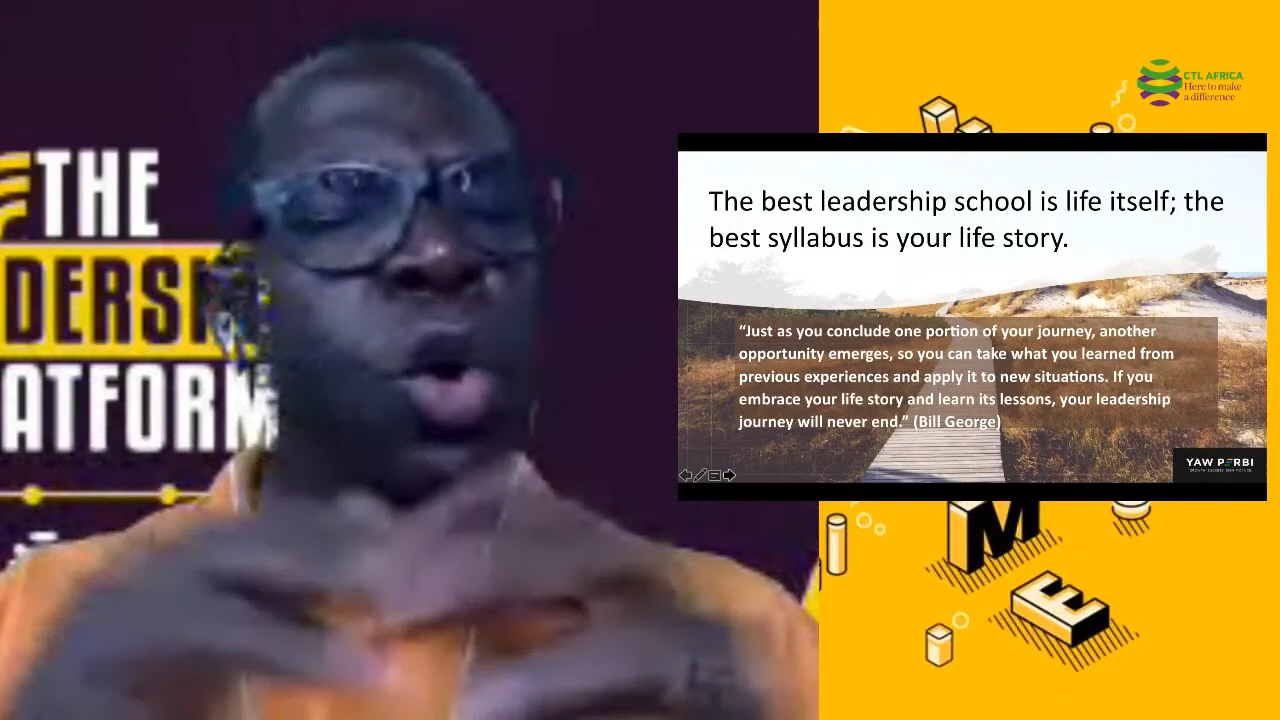 THE
DERS
ATFORM
CTL AFRICA
Here to make
a difference
The best leadership school is life itself; the
best syllabus is your life story.
“Just as you conclude one portion of your journey, another
opportunity emerges, so you can take what you learned from
previous experiences and apply it to new situations. If you
embrace your life story and learn its lessons, your leadership
journey will never end.” (Bill George)
YAW PERBI
GROWTH. SUCCESS. SIGNIFICANCE.
M
E